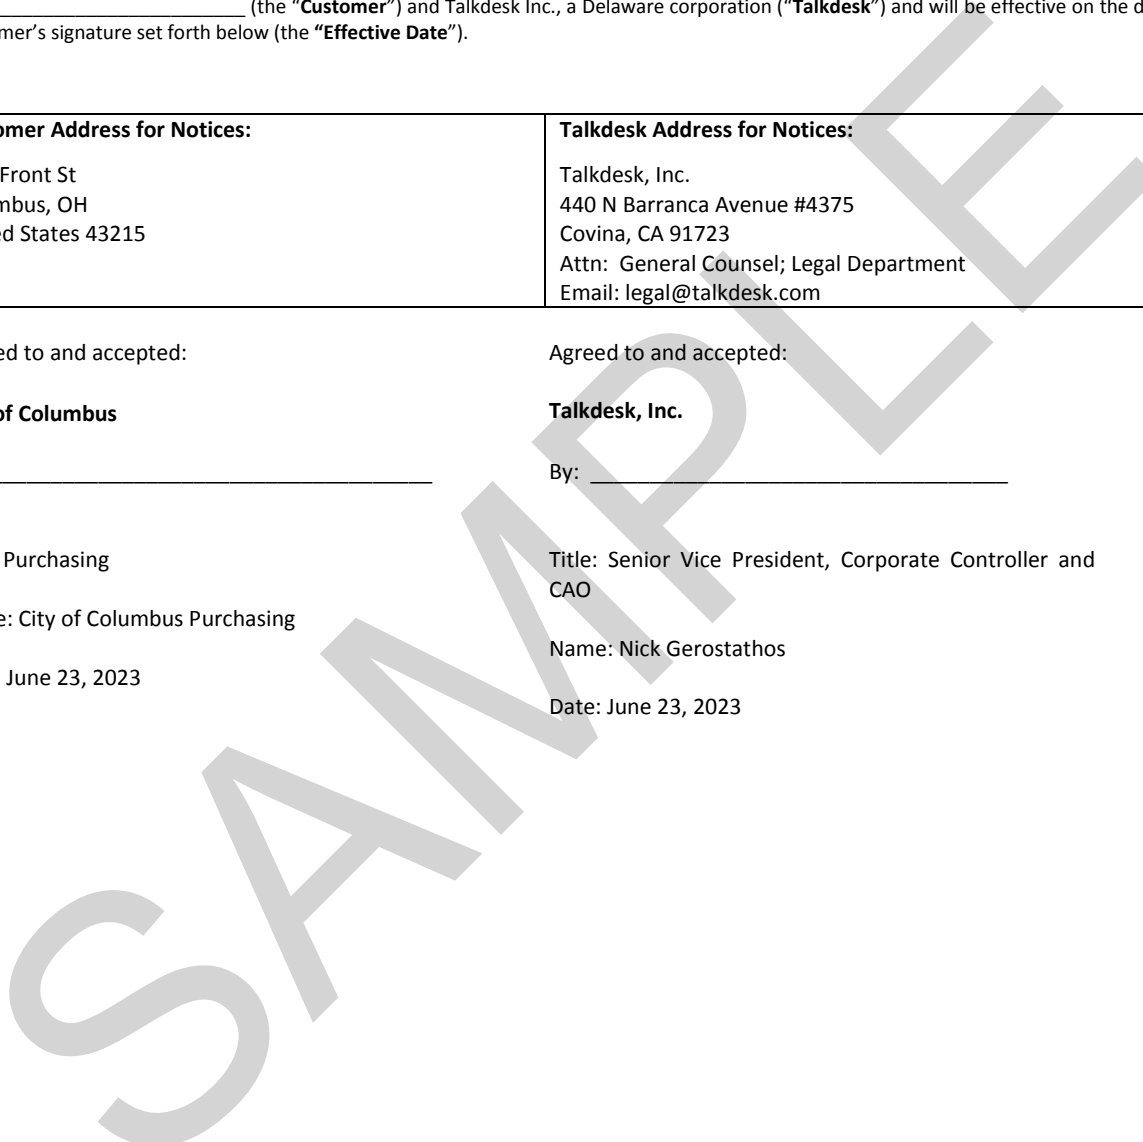 ____________________ (the “Customer”) and Talkdesk Inc., a Delaware corporation (“Talkdesk”) and will be effective on the d
mer’s signature set forth below (the “Effective Date”).
omer Address for Notices:
Front St
mbus, OH
ed States 43215
Talkdesk Address for Notices:
Talkdesk, Inc.
440 N Barranca Avenue #4375
Covina, CA 91723
Attn: General Counsel; Legal Department
Email: legal@talkdesk.com
ed to and accepted:
of Columbus
____________________________________
Purchasing
e: City of Columbus Purchasing
June 23, 2023
Agreed to and accepted:
Talkdesk, Inc.
By: ___________________________________
Title: Senior Vice President, Corporate Controller and
CAO
Name: Nick Gerostathos
Date: June 23, 2023
SAMPLE